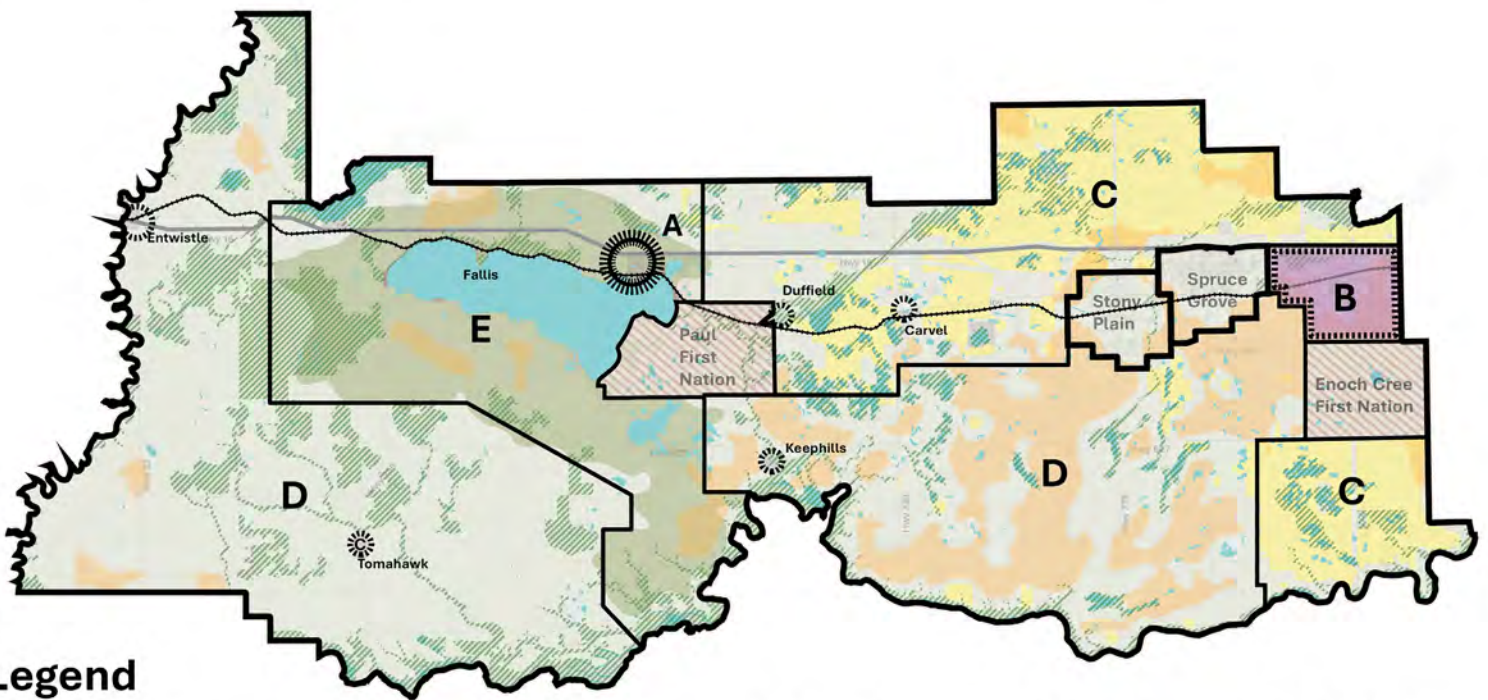 C
A
Entwistle
Fallis
Spruce
Grove
Duffield
Stony
Plain
B
Carvel
E
Paul
First
Nation
Enoch Cree
First Nation
Keephills
D
C
D
C
Tomahawk
Legend